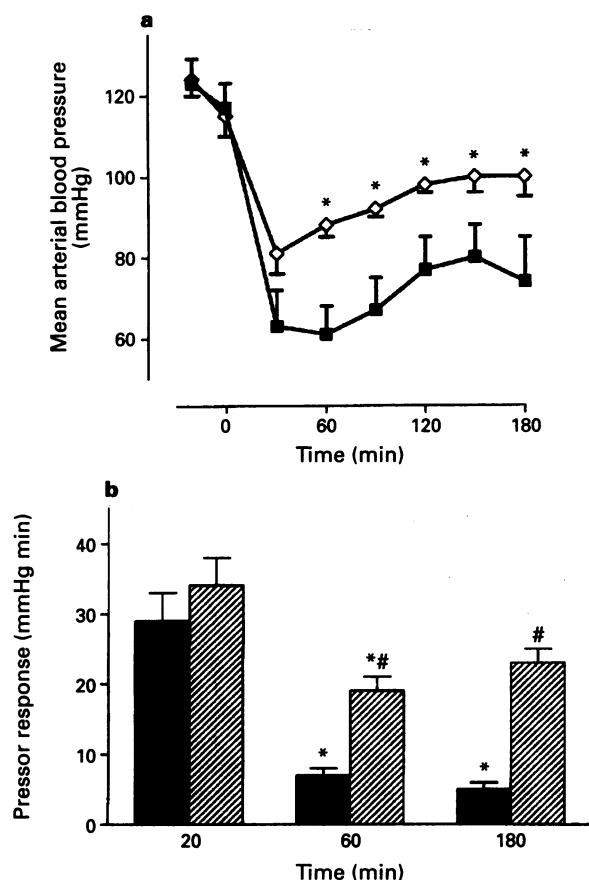 a
Mean arterial blood pressure
(mmHg)
120
100
80
60
* * * * *
0 60 120 180
Time (min)
b
Pressor response (mmHg min)
40
30
20
10
0
* *# * #
20 60 180
Time (min)